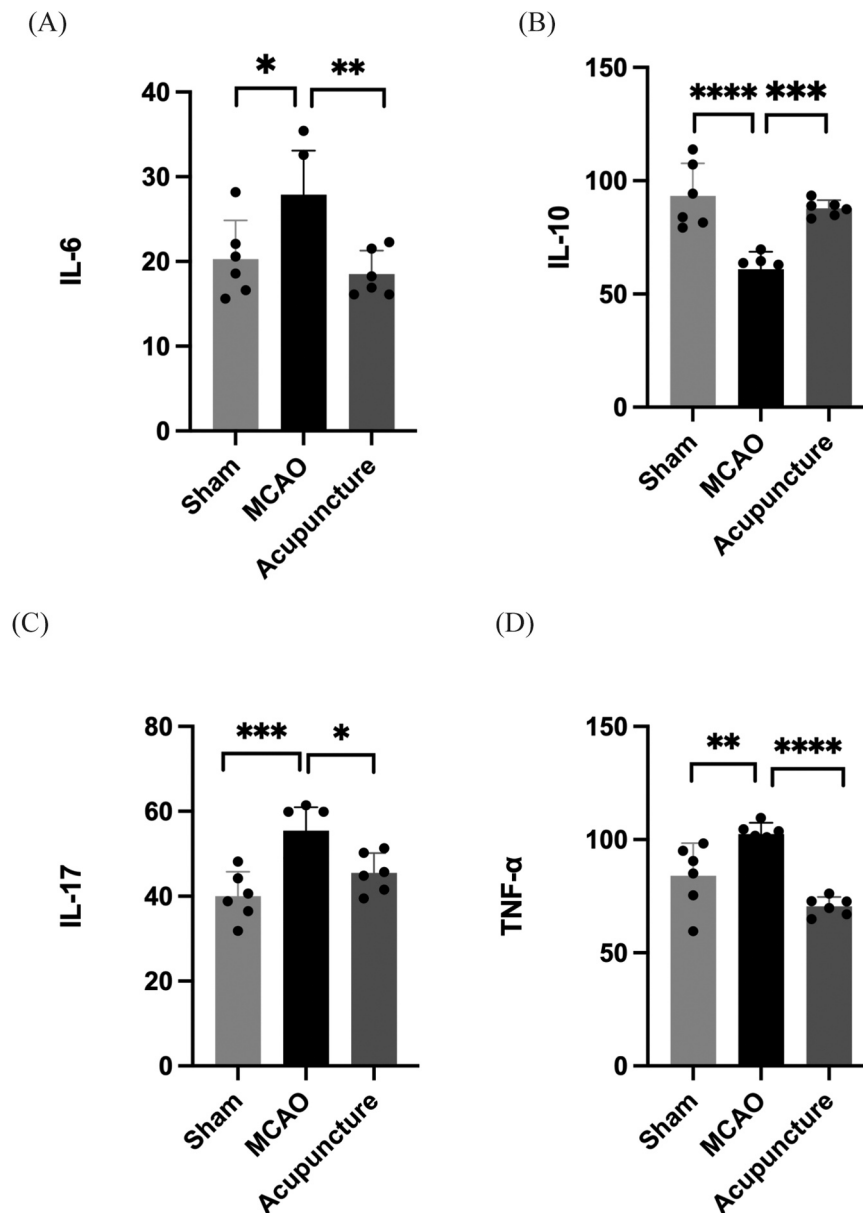 (A)
* **
40
30
20
10
0
IL-6
Sham
MCAO
Acupuncture
(B)
**** ***
150
100
50
0
IL-10
Sham
MCAO
Acupuncture
(C)
*** *
80
60
40
20
0
IL-17
Sham
MCAO
Acupuncture
(D)
** ****
150
100
50
0
TNF-α
Sham
MCAO
Acupuncture